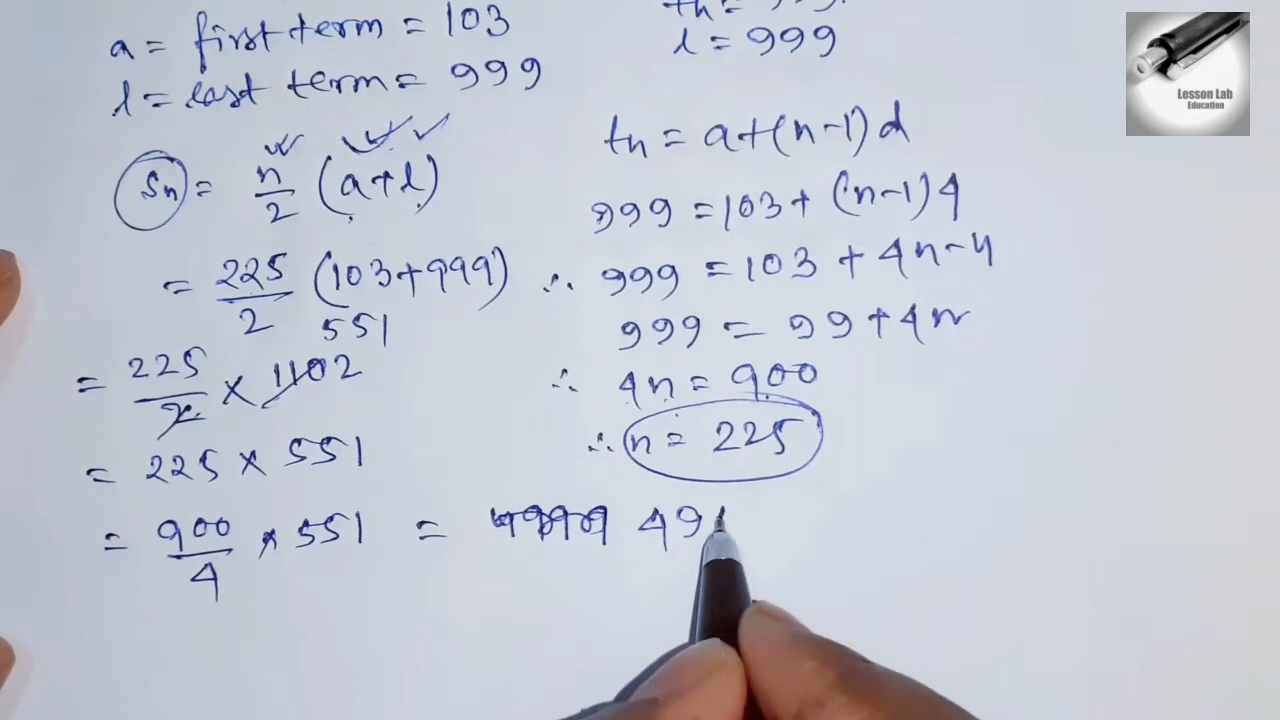 a = first term = 103
l = last term = 999
Sn = n/2 (a+l)
= 225/2 (103+999)
551
= 225/2 × 1102
= 225 × 551
= 900/4 × 551 = 49
l = 999
tn = a+(n-1)d
999 = 103+(n-1)4
∴ 999 = 103 + 4n-4
999 = 99+4n
∴ 4n = 900
∴ n = 225
Lesson Lab
Education